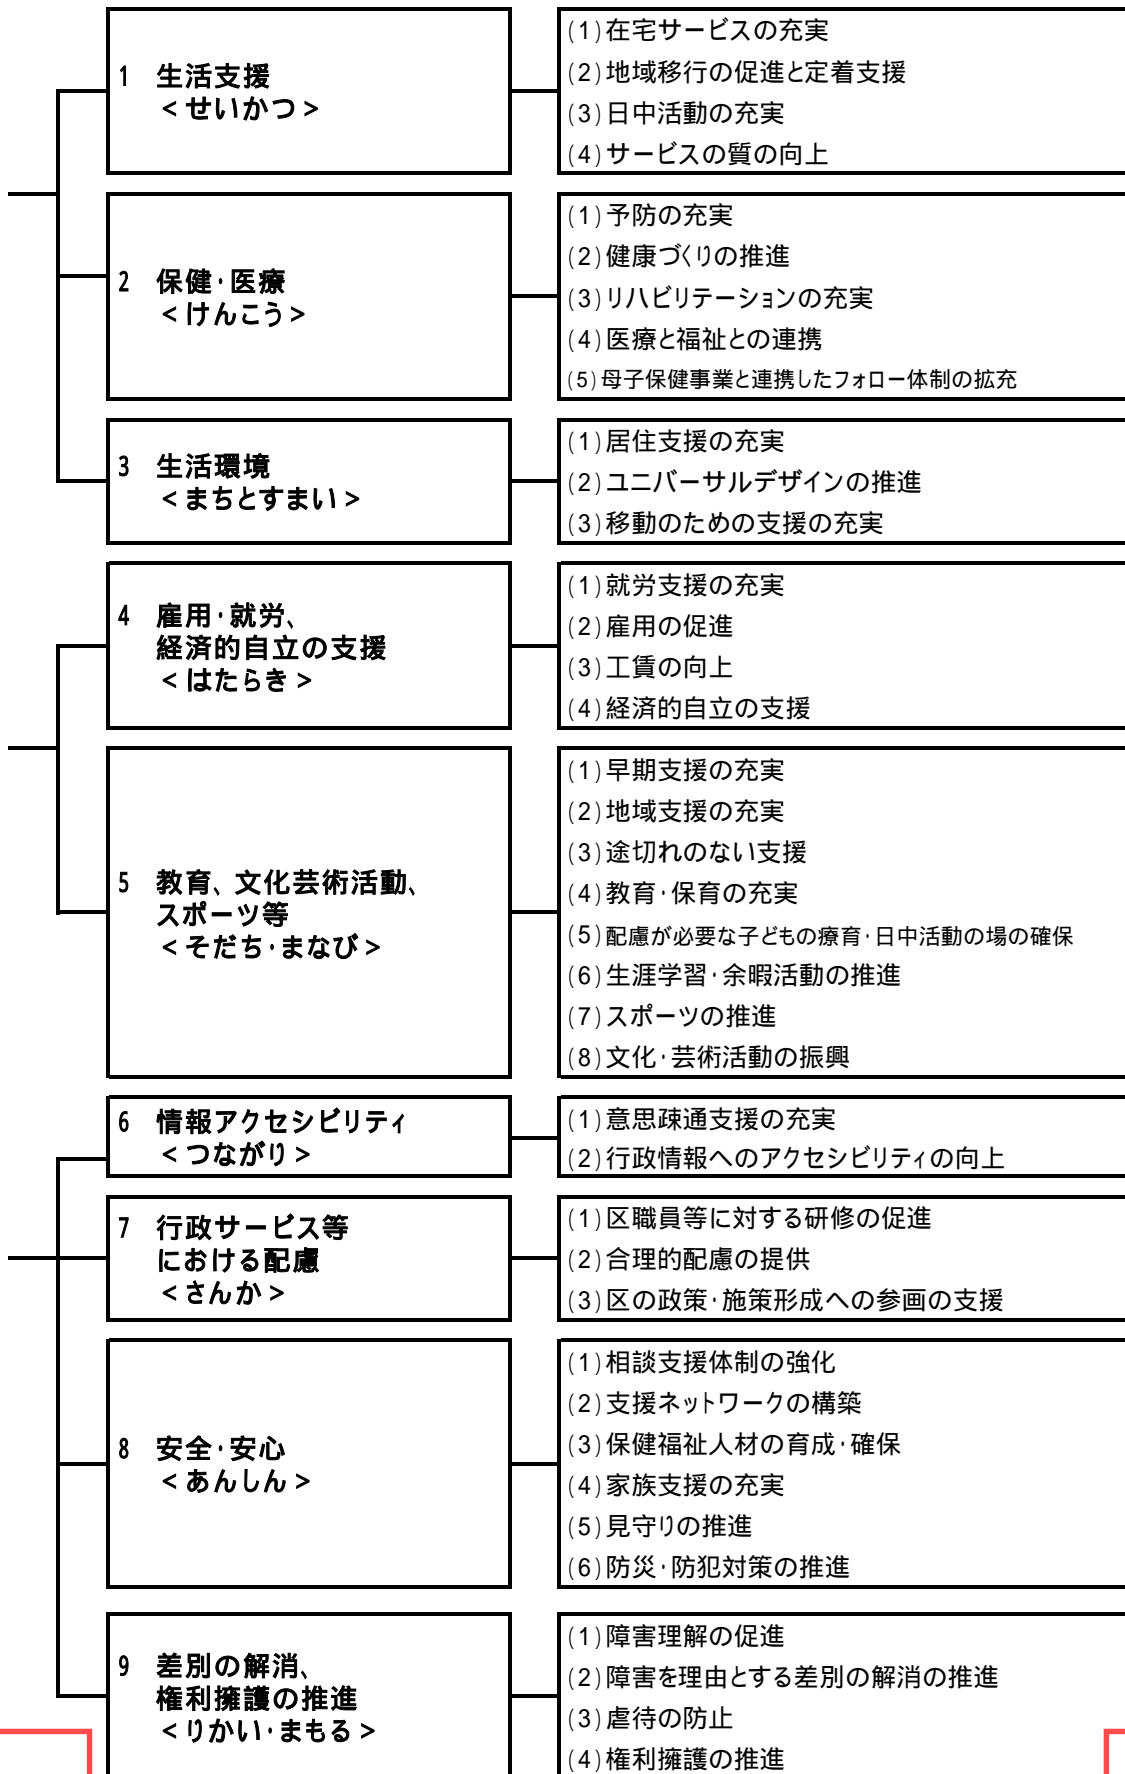 1 生活支援
<せいかつ>
(1)在宅サービスの充実
(2)地域移行の促進と定着支援
(3)日中活動の充実
(4)サービスの質の向上
2 保健・医療
<けんこう>
(1)予防の充実
(2)健康づくりの推進
(3)リハビリテーションの充実
(4)医療と福祉との連携
(5)母子保健事業と連携したフォロー体制の拡充
3 生活環境
<まちとすまい>
(1)居住支援の充実
(2)ユニバーサルデザインの推進
(3)移動のための支援の充実
4 雇用・就労、
経済的自立の支援
<はたらき>
(1)就労支援の充実
(2)雇用の促進
(3)工賃の向上
(4)経済的自立の支援
5 教育、文化芸術活動、
スポーツ等
<そだち・まなび>
(1)早期支援の充実
(2)地域支援の充実
(3)途切れのない支援
(4)教育・保育の充実
(5)配慮が必要な子どもの療育・日中活動の場の確保
(6)生涯学習・余暇活動の推進
(7)スポーツの推進
(8)文化・芸術活動の振興
6 情報アクセシビリティ
<つながり>
(1)意思疎通支援の充実
(2)行政情報へのアクセシビリティの向上
7 行政サービス等
における配慮
<さんか>
(1)区職員等に対する研修の促進
(2)合理的配慮の提供
(3)区の政策・施策形成への参画の支援
8 安全・安心
<あんしん>
(1)相談支援体制の強化
(2)支援ネットワークの構築
(3)保健福祉人材の育成・確保
(4)家族支援の充実
(5)見守りの推進
(6)防災・防犯対策の推進
9 差別の解消、
権利擁護の推進
<りかい・まもる>
(1)障害理解の促進
(2)障害を理由とする差別の解消の推進
(3)虐待の防止
(4)権利擁護の推進